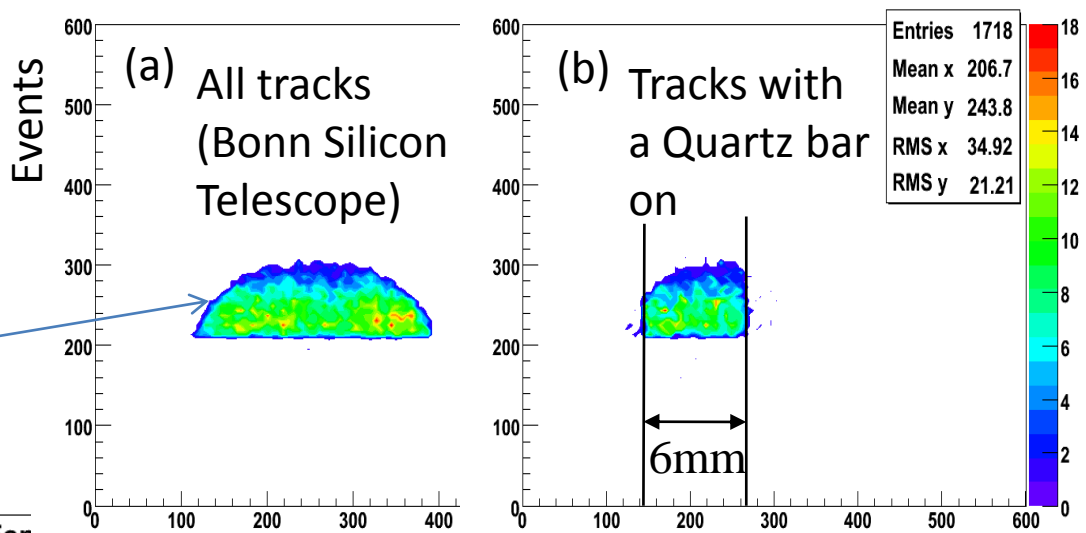 Events
(a) All tracks
(Bonn Silicon
Telescope)
600
500
400
300
200
100
0
0 100 200 300 400
(b) Tracks with
a Quartz bar
on
6mm
600
500
400
300
200
100
0
0 100 200 300 400 500 600
Entries 1718
Mean x 206.7
Mean y 243.8
RMS x 34.92
RMS y 21.21
18
16
14
12
10
8
6
4
2
0